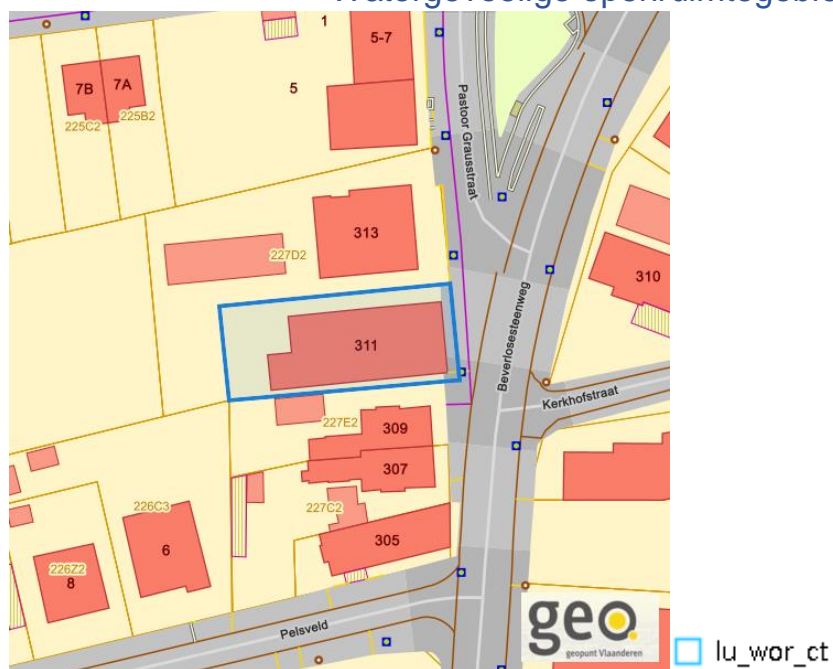 Watergevoelige openruimtegebie
1
5-7
7B
7A
5
225C2
225B2
Pastoor Grausstraat
313
227D2
310
311
Beverlosesteenweg
Kerkhofstraat
309
227E2
307
226C3
227C2
305
6
226Z2
8
Pelsveld
geo
geopunt Vlaanderen
lu_wor_ct